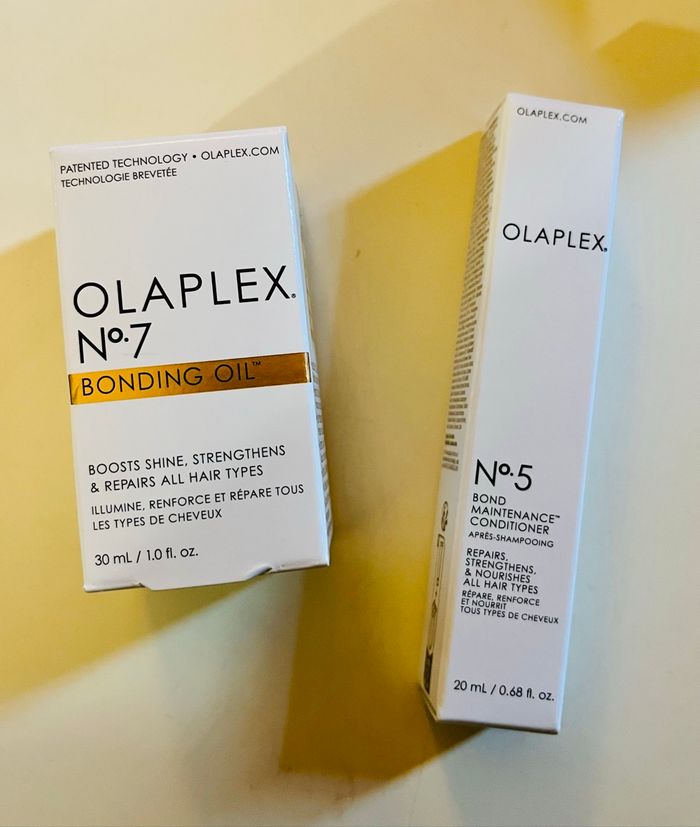 PATENTED TECHNOLOGY • OLAPLEX.COM
TECHNOLOGIE BREVETÉE
OLAPLEX®
Nº.7
BONDING OIL™
BOOSTS SHINE, STRENGTHENS
& REPAIRS ALL HAIR TYPES
ILLUMINE, RENFORCE ET RÉPARE TOUS
LES TYPES DE CHEVEUX
30 mL / 1.0 fl. oz.
OLAPLEX.COM
OLAPLEX®
Nº.5
BOND
MAINTENANCE™
CONDITIONER
APRÈS-SHAMPOOING
REPAIRS,
STRENGTHENS,
& NOURISHES
ALL HAIR TYPES
RÉPARE, RENFORCE
ET NOURRIT
TOUS TYPES DE CHEVEUX
20 mL / 0.68 fl. oz.